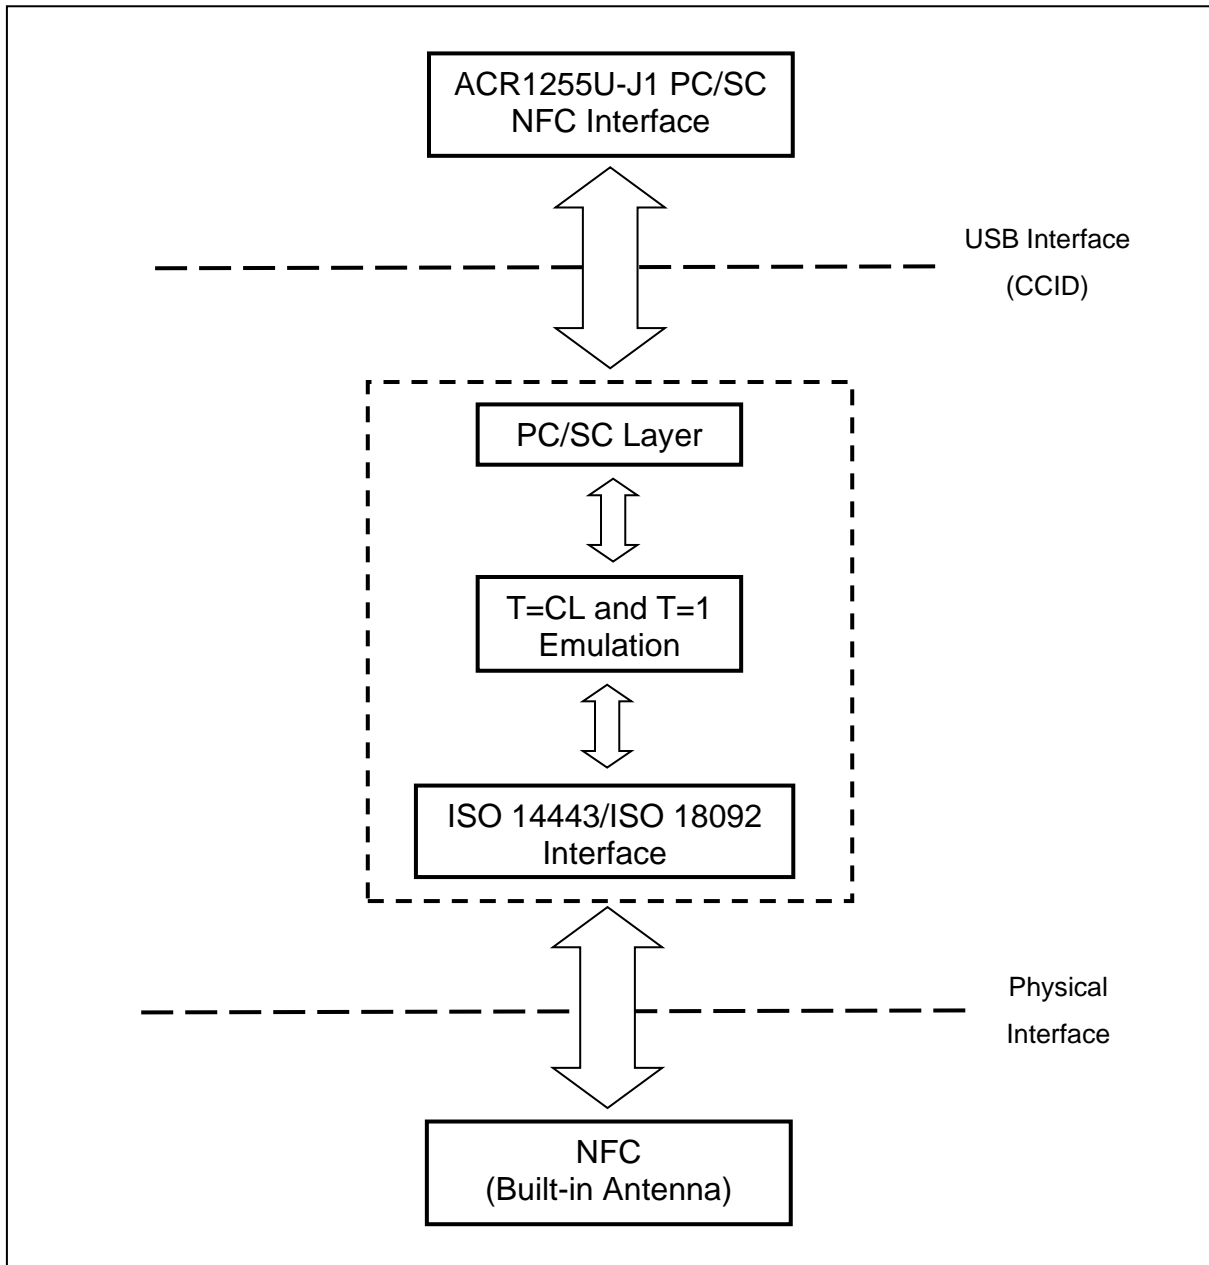 ACR1255U-J1 PC/SC
NFC Interface
USB Interface
(CCID)
PC/SC Layer
T=CL and T=1
Emulation
ISO 14443/ISO 18092
Interface
Physical
Interface
NFC
(Built-in Antenna)